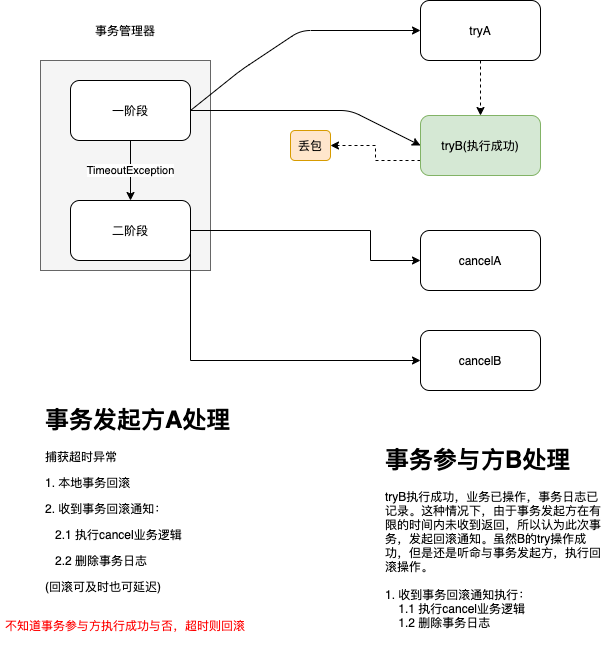 事务管理器
tryA
一阶段
丢包
tryB(执行成功)
TimeoutException
二阶段
cancelA
cancelB
事务发起方A处理
捕获超时异常
1. 本地事务回滚
2. 收到事务回滚通知：
2.1 执行cancel业务逻辑
2.2 删除事务日志
(回滚可及时也可延迟)
不知道事务参与方执行成功与否，超时则回滚
事务参与方B处理
tryB执行成功，业务已操作，事务日志已
记录。这种情况下，由于事务发起方在有
限的时间内未收到返回，所以认为此次事
务，发起回滚通知。虽然B的try操作成
功，但是还是听命与事务发起方，执行回
滚操作。
1. 收到事务回滚通知执行：
1.1 执行cancel业务逻辑
1.2 删除事务日志